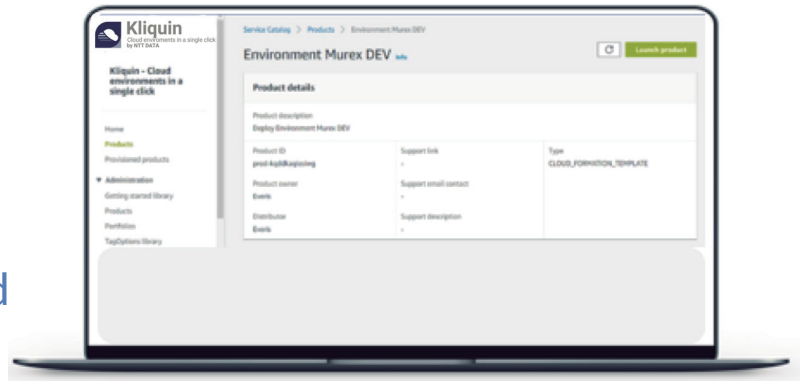 Kliquin
Cloud enviroments in a single click
by NTT DATA
Kliquin - Cloud
environments in a
single click
Home
Products
Provisioned products
Administration
Getting started library
Products
Portfolios
TagOptions library
Service Catalog > Products > Environment Murex DEV
Environment Murex DEV Info
Launch product
Product details
Product description
Deploy Environment Murex DEV
Product ID
Support link
-
Type
CLOUD_FORMATION_TEMPLATE
Product owner
Everis
Support email contact
-
Distributor
Everis
Support description
-